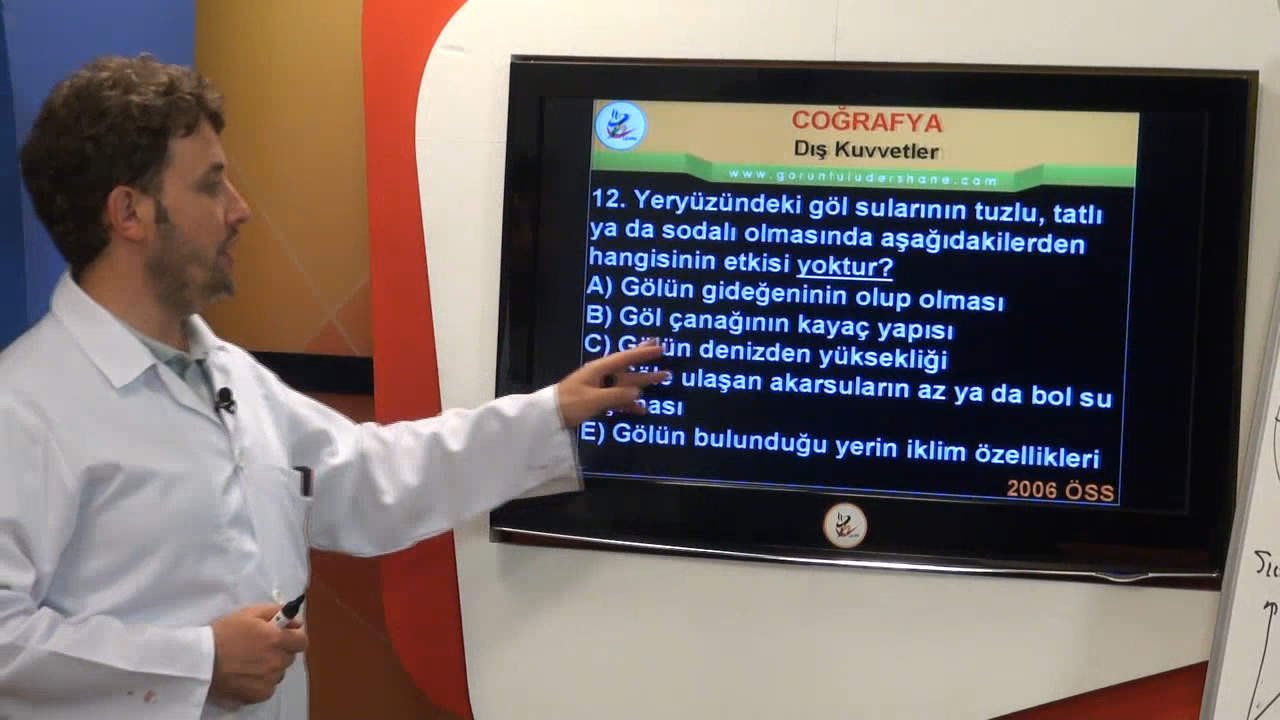 COĞRAFYA
Dış Kuvvetler
www.goruntuludershane.com
12. Yeryüzündeki göl sularının tuzlu, tatlı
ya da sodalı olmasında aşağıdakilerden
hangisinin etkisi yoktur?
A) Gölün gideğeninin olup olması
B) Göl çanağının kayaç yapısı
C) Gölün denizden yüksekliği
ulaşan akarsuların az ya da bol su
E) Gölün bulunduğu yerin iklim özellikleri
2006 ÖSS